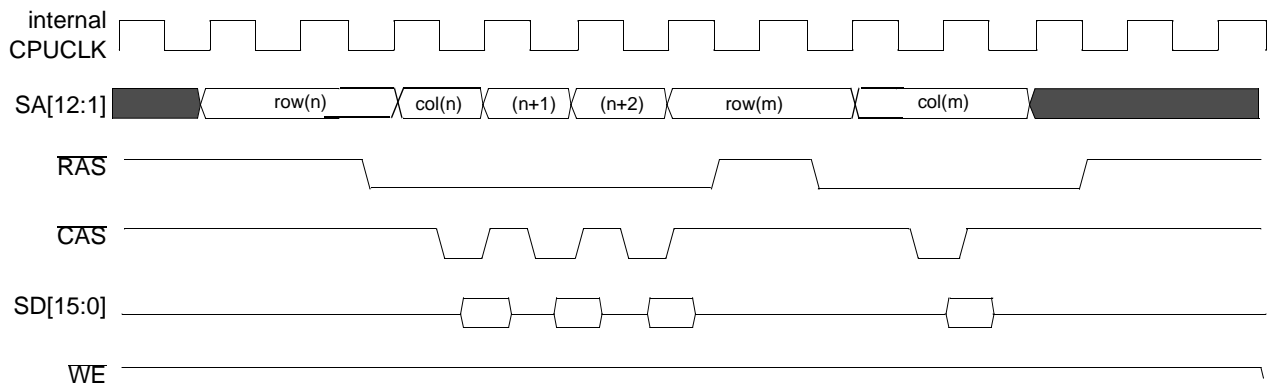 internal
CPUCLK
SA[12:1] row(n) col(n) (n+1) (n+2) row(m) col(m)
RAS
CAS
SD[15:0]
WE